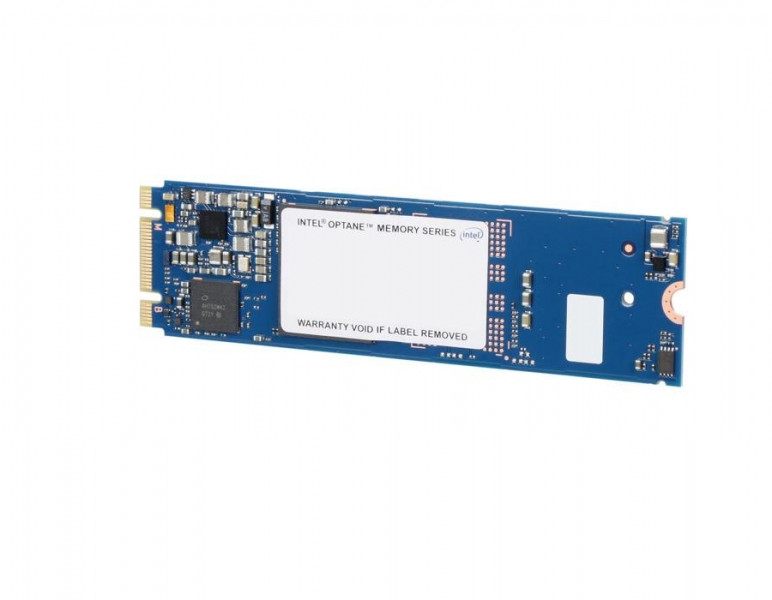 INTEL® OPTANE™ MEMORY SERIES intel
WARRANTY VOID IF LABEL REMOVED
M
B